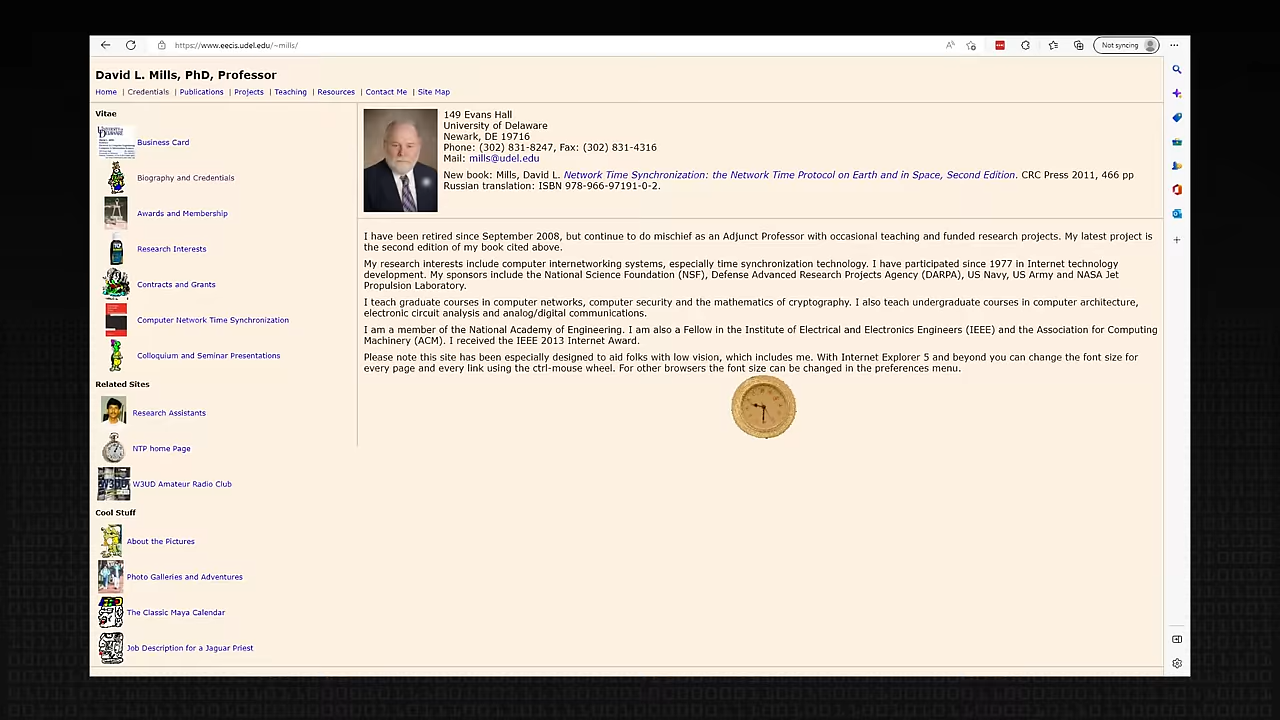 https://www.eecis.udel.edu/~mills/
Not syncing
David L. Mills, PhD, Professor
Home | Credentials | Publications | Projects | Teaching | Resources | Contact Me | Site Map
Vitae
Business Card
Biography and Credentials
Awards and Membership
Research Interests
Contracts and Grants
Computer Network Time Synchronization
Colloquium and Seminar Presentations
Related Sites
Research Assistants
NTP home Page
W3UD Amateur Radio Club
Cool Stuff
About the Pictures
Photo Galleries and Adventures
The Classic Maya Calendar
Job Description for a Jaguar Priest
149 Evans Hall
University of Delaware
Newark, DE 19716
Phone: (302) 831-8247, Fax: (302) 831-4316
Mail: mills@udel.edu
New book: Mills, David L. Network Time Synchronization: the Network Time Protocol on Earth and in Space, Second Edition. CRC Press 2011, 466 pp
Russian translation: ISBN 978-966-97191-0-2.
I have been retired since September 2008, but continue to do mischief as an Adjunct Professor with occasional teaching and funded research projects. My latest project is
the second edition of my book cited above.
My research interests include computer internetworking systems, especially time synchronization technology. I have participated since 1977 in Internet technology
development. My sponsors include the National Science Foundation (NSF), Defense Advanced Research Projects Agency (DARPA), US Navy, US Army and NASA Jet
Propulsion Laboratory.
I teach graduate courses in computer networks, computer security and the mathematics of cryptography. I also teach undergraduate courses in computer architecture,
electronic circuit analysis and analog/digital communications.
I am a member of the National Academy of Engineering. I am also a Fellow in the Institute of Electrical and Electronics Engineers (IEEE) and the Association for Computing
Machinery (ACM). I received the IEEE 2013 Internet Award.
Please note this site has been especially designed to aid folks with low vision, which includes me. With Internet Explorer 5 and beyond you can change the font size for
every page and every link using the ctrl-mouse wheel. For other browsers the font size can be changed in the preferences menu.